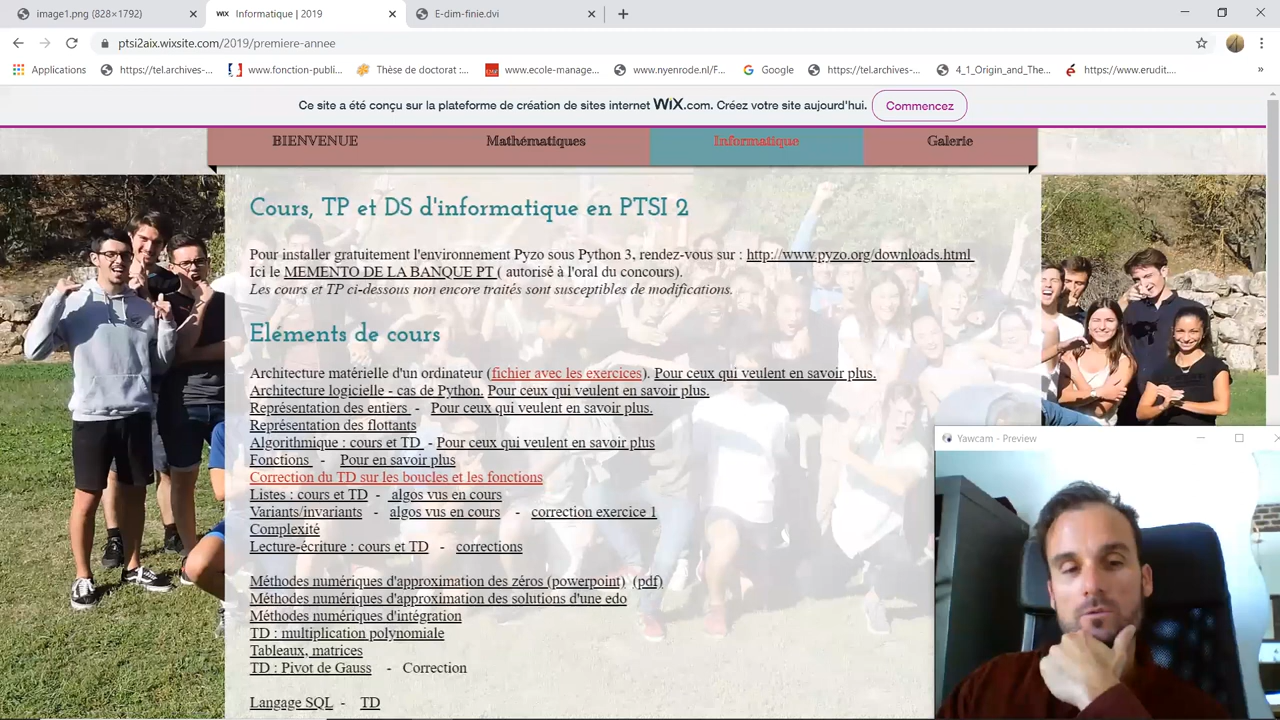 image1.png (828×1792)
WiX Informatique | 2019
E-dim-finie.dvi
ptsi2aix.wixsite.com/2019/premiere-annee
Applications
https://tel.archives-...
www.fonction-publi...
Thèse de doctorat :...
www.ecole-manage...
www.nyenrode.nl/F...
Google
https://tel.archives-...
4_1_Origin_and_The...
https://www.erudit....
»
Ce site a été conçu sur la plateforme de création de sites internet WiX.com. Créez votre site aujourd'hui. Commencez
BIENVENUE Mathématiques Informatique Galerie
Cours, TP et DS d'informatique en PTSI 2
Pour installer gratuitement l'environnement Pyzo sous Python 3, rendez-vous sur : http://www.pyzo.org/downloads.html
Ici le MEMENTO DE LA BANQUE PT ( autorisé à l'oral du concours).
Les cours et TP ci-dessous non encore traités sont susceptibles de modifications.
Eléments de cours
Architecture matérielle d'un ordinateur (fichier avec les exercices). Pour ceux qui veulent en savoir plus.
Architecture logicielle - cas de Python. Pour ceux qui veulent en savoir plus.
Représentation des entiers - Pour ceux qui veulent en savoir plus.
Représentation des flottants
Algorithmique : cours et TD - Pour ceux qui veulent en savoir plus
Fonctions - Pour en savoir plus
Correction du TD sur les boucles et les fonctions
Listes : cours et TD - algos vus en cours
Variants/invariants - algos vus en cours - correction exercice 1
Complexité
Lecture-écriture : cours et TD - corrections
Méthodes numériques d'approximation des zéros (powerpoint) (pdf)
Méthodes numériques d'approximation des solutions d'une edo
Méthodes numériques d'intégration
TD : multiplication polynomiale
Tableaux, matrices
TD : Pivot de Gauss - Correction
Langage SQL - TD
Yawcam - Preview